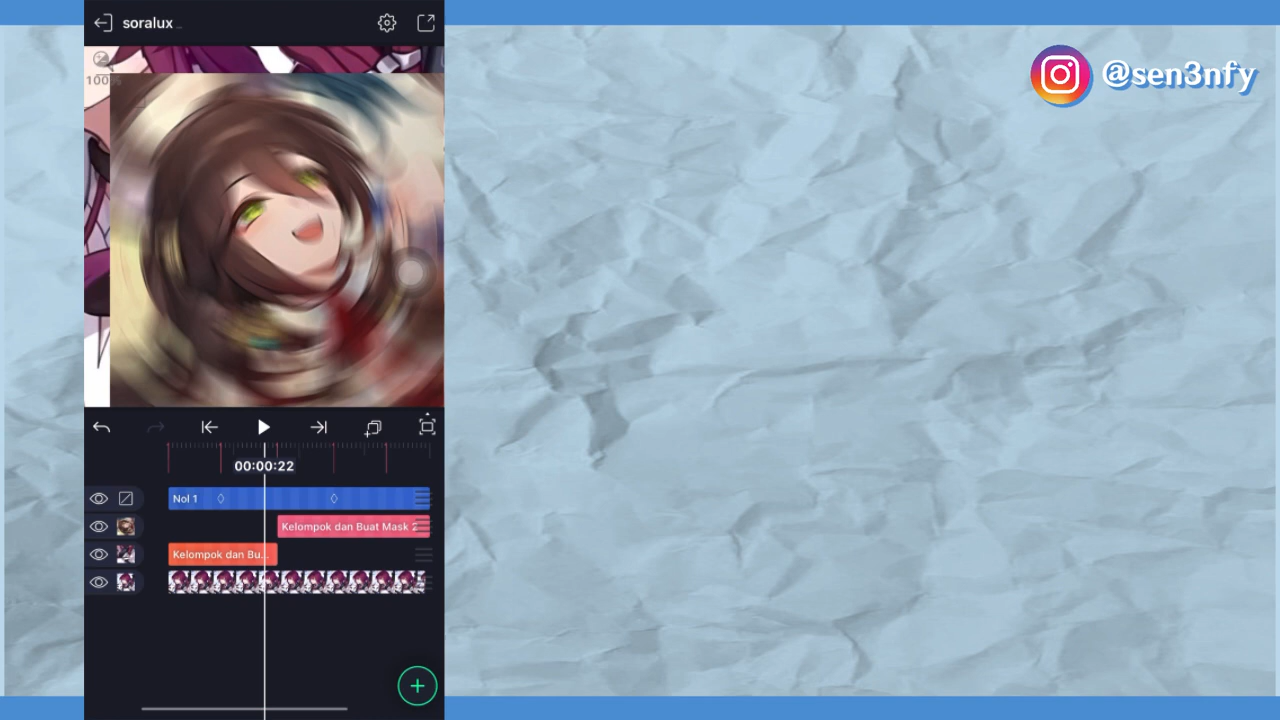 soralux
@sen3nfy
100%
00:00:22
Nol 1
Kelompok dan Buat Mask 2
Kelompok dan Bu...